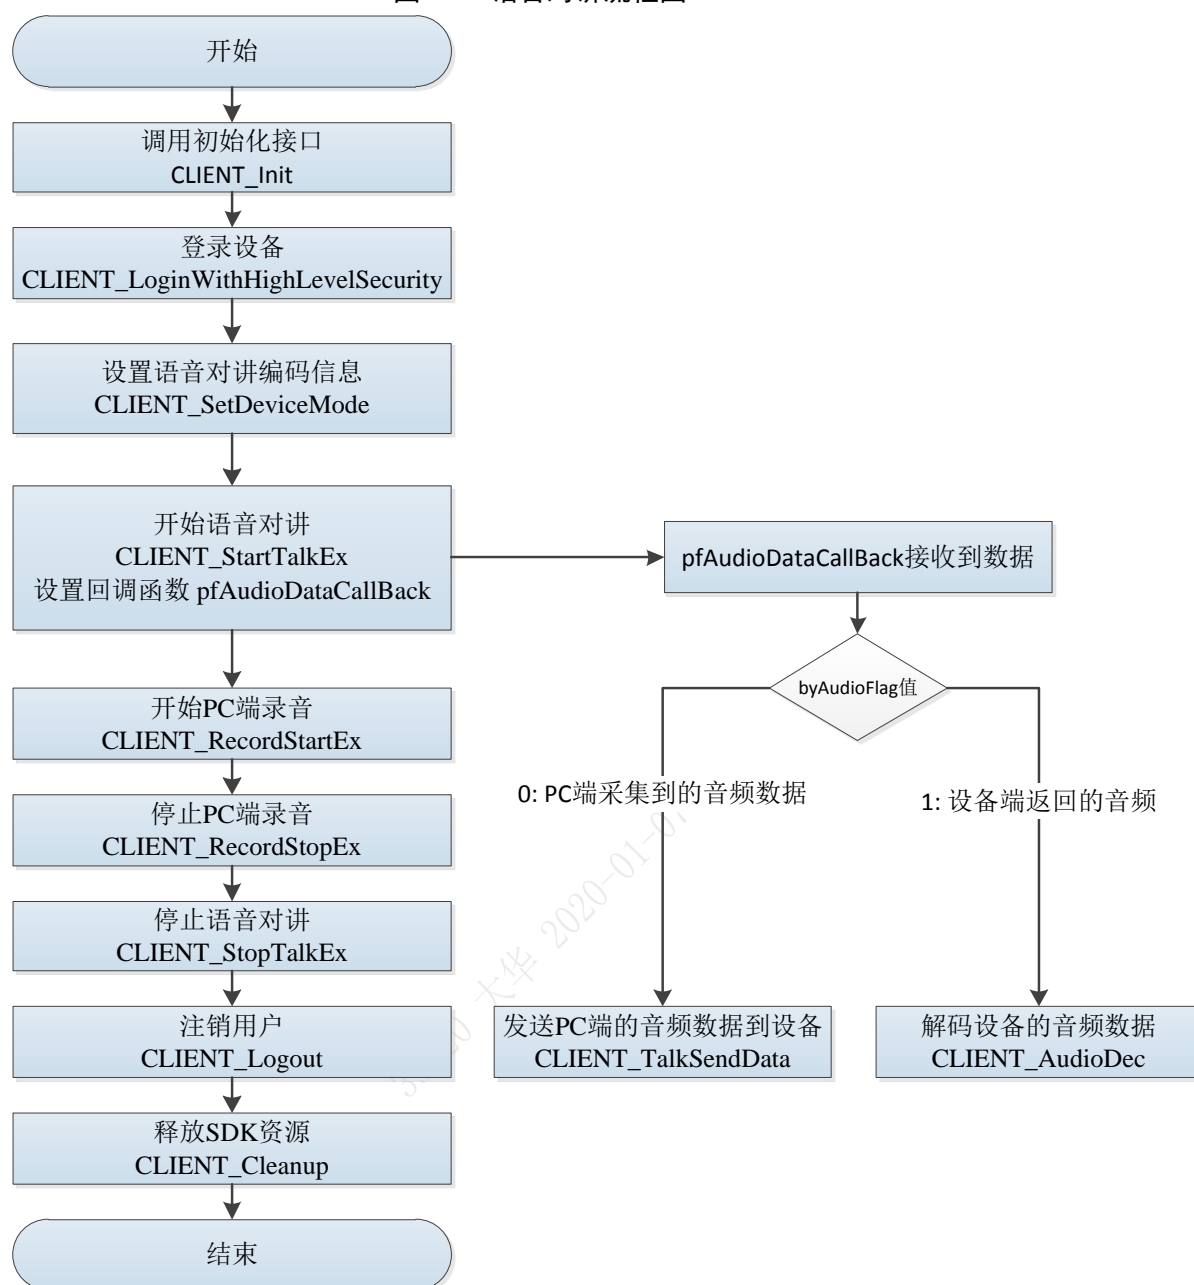 开始
调用初始化接口
CLIENT_Init
登录设备
CLIENT_LoginWithHighLevelSecurity
设置语音对讲编码信息
CLIENT_SetDeviceMode
开始语音对讲
CLIENT_StartTalkEx
设置回调函数 pfAudioDataCallBack
pfAudioDataCallBack接收到数据
byAudioFlag值
0: PC端采集到的音频数据
1: 设备端返回的音频
开始PC端录音
CLIENT_RecordStartEx
停止PC端录音
CLIENT_RecordStopEx
停止语音对讲
CLIENT_StopTalkEx
发送PC端的音频数据到设备
CLIENT_TalkSendData
解码设备的音频数据
CLIENT_AudioDec
注销用户
CLIENT_Logout
释放SDK资源
CLIENT_Cleanup
结束
大华 2020-01-07